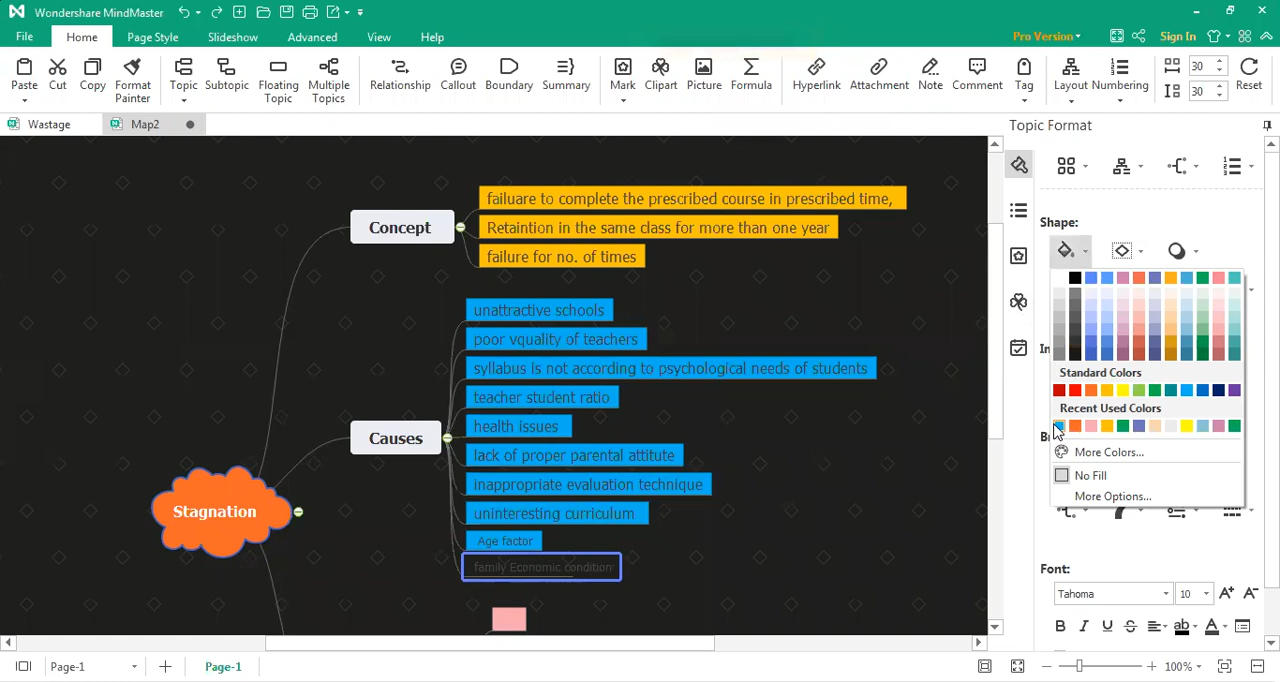 Wondershare MindMaster
File Home Page Style Slideshow Advanced View Help Pro Version Sign In
Paste Cut Copy Format Painter Topic Subtopic Floating Topic Multiple Topics Relationship Callout Boundary Summary Mark Clipart Picture Formula Hyperlink Attachment Note Comment Tag Layout Numbering 30 30 Reset
Wastage Map2
Topic Format
Concept
failuare to complete the prescribed course in prescribed time,
Retaintion in the same class for more than one year
failure for no. of times
Causes
unattractive schools
poor vquality of teachers
syllabus is not according to psychological needs of students
teacher student ratio
health issues
lack of proper parental attitute
inappropriate evaluation technique
uninteresting curriculum
Age factor
family Economic condition
Stagnation
Shape:
Standard Colors
Recent Used Colors
More Colors...
No Fill
More Options...
Font:
Tahoma 10
Page-1 Page-1 100%